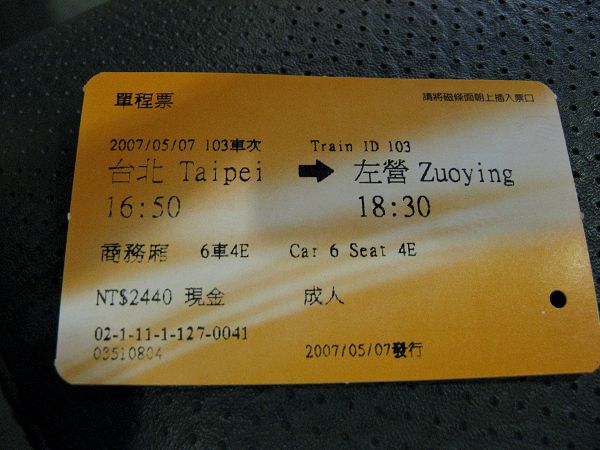 單程票 請將磁條面朝上插入票口
2007/05/07 103車次 Train ID 103
台北 Taipei 左營 Zuoying
16:50 18:30
商務廂 6車4E Car 6 Seat 4E
NT$2440 現金 成人
02-1-11-1-127-0041
03510804 2007/05/07發行